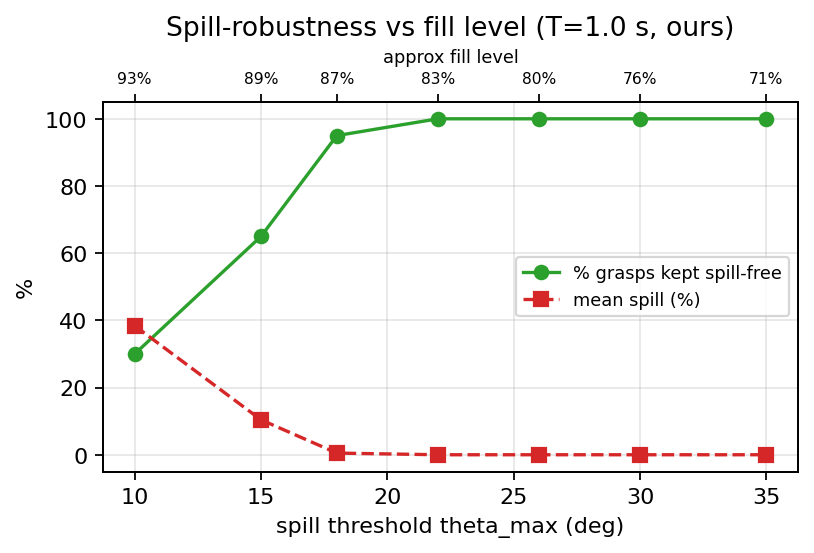 Spill-robustness vs fill level (T=1.0 s, ours)
approx fill level
93% 89% 87% 83% 80% 76% 71%
100
80
60
40
20
0
%
% grasps kept spill-free
mean spill (%)
10 15 20 25 30 35
spill threshold theta_max (deg)